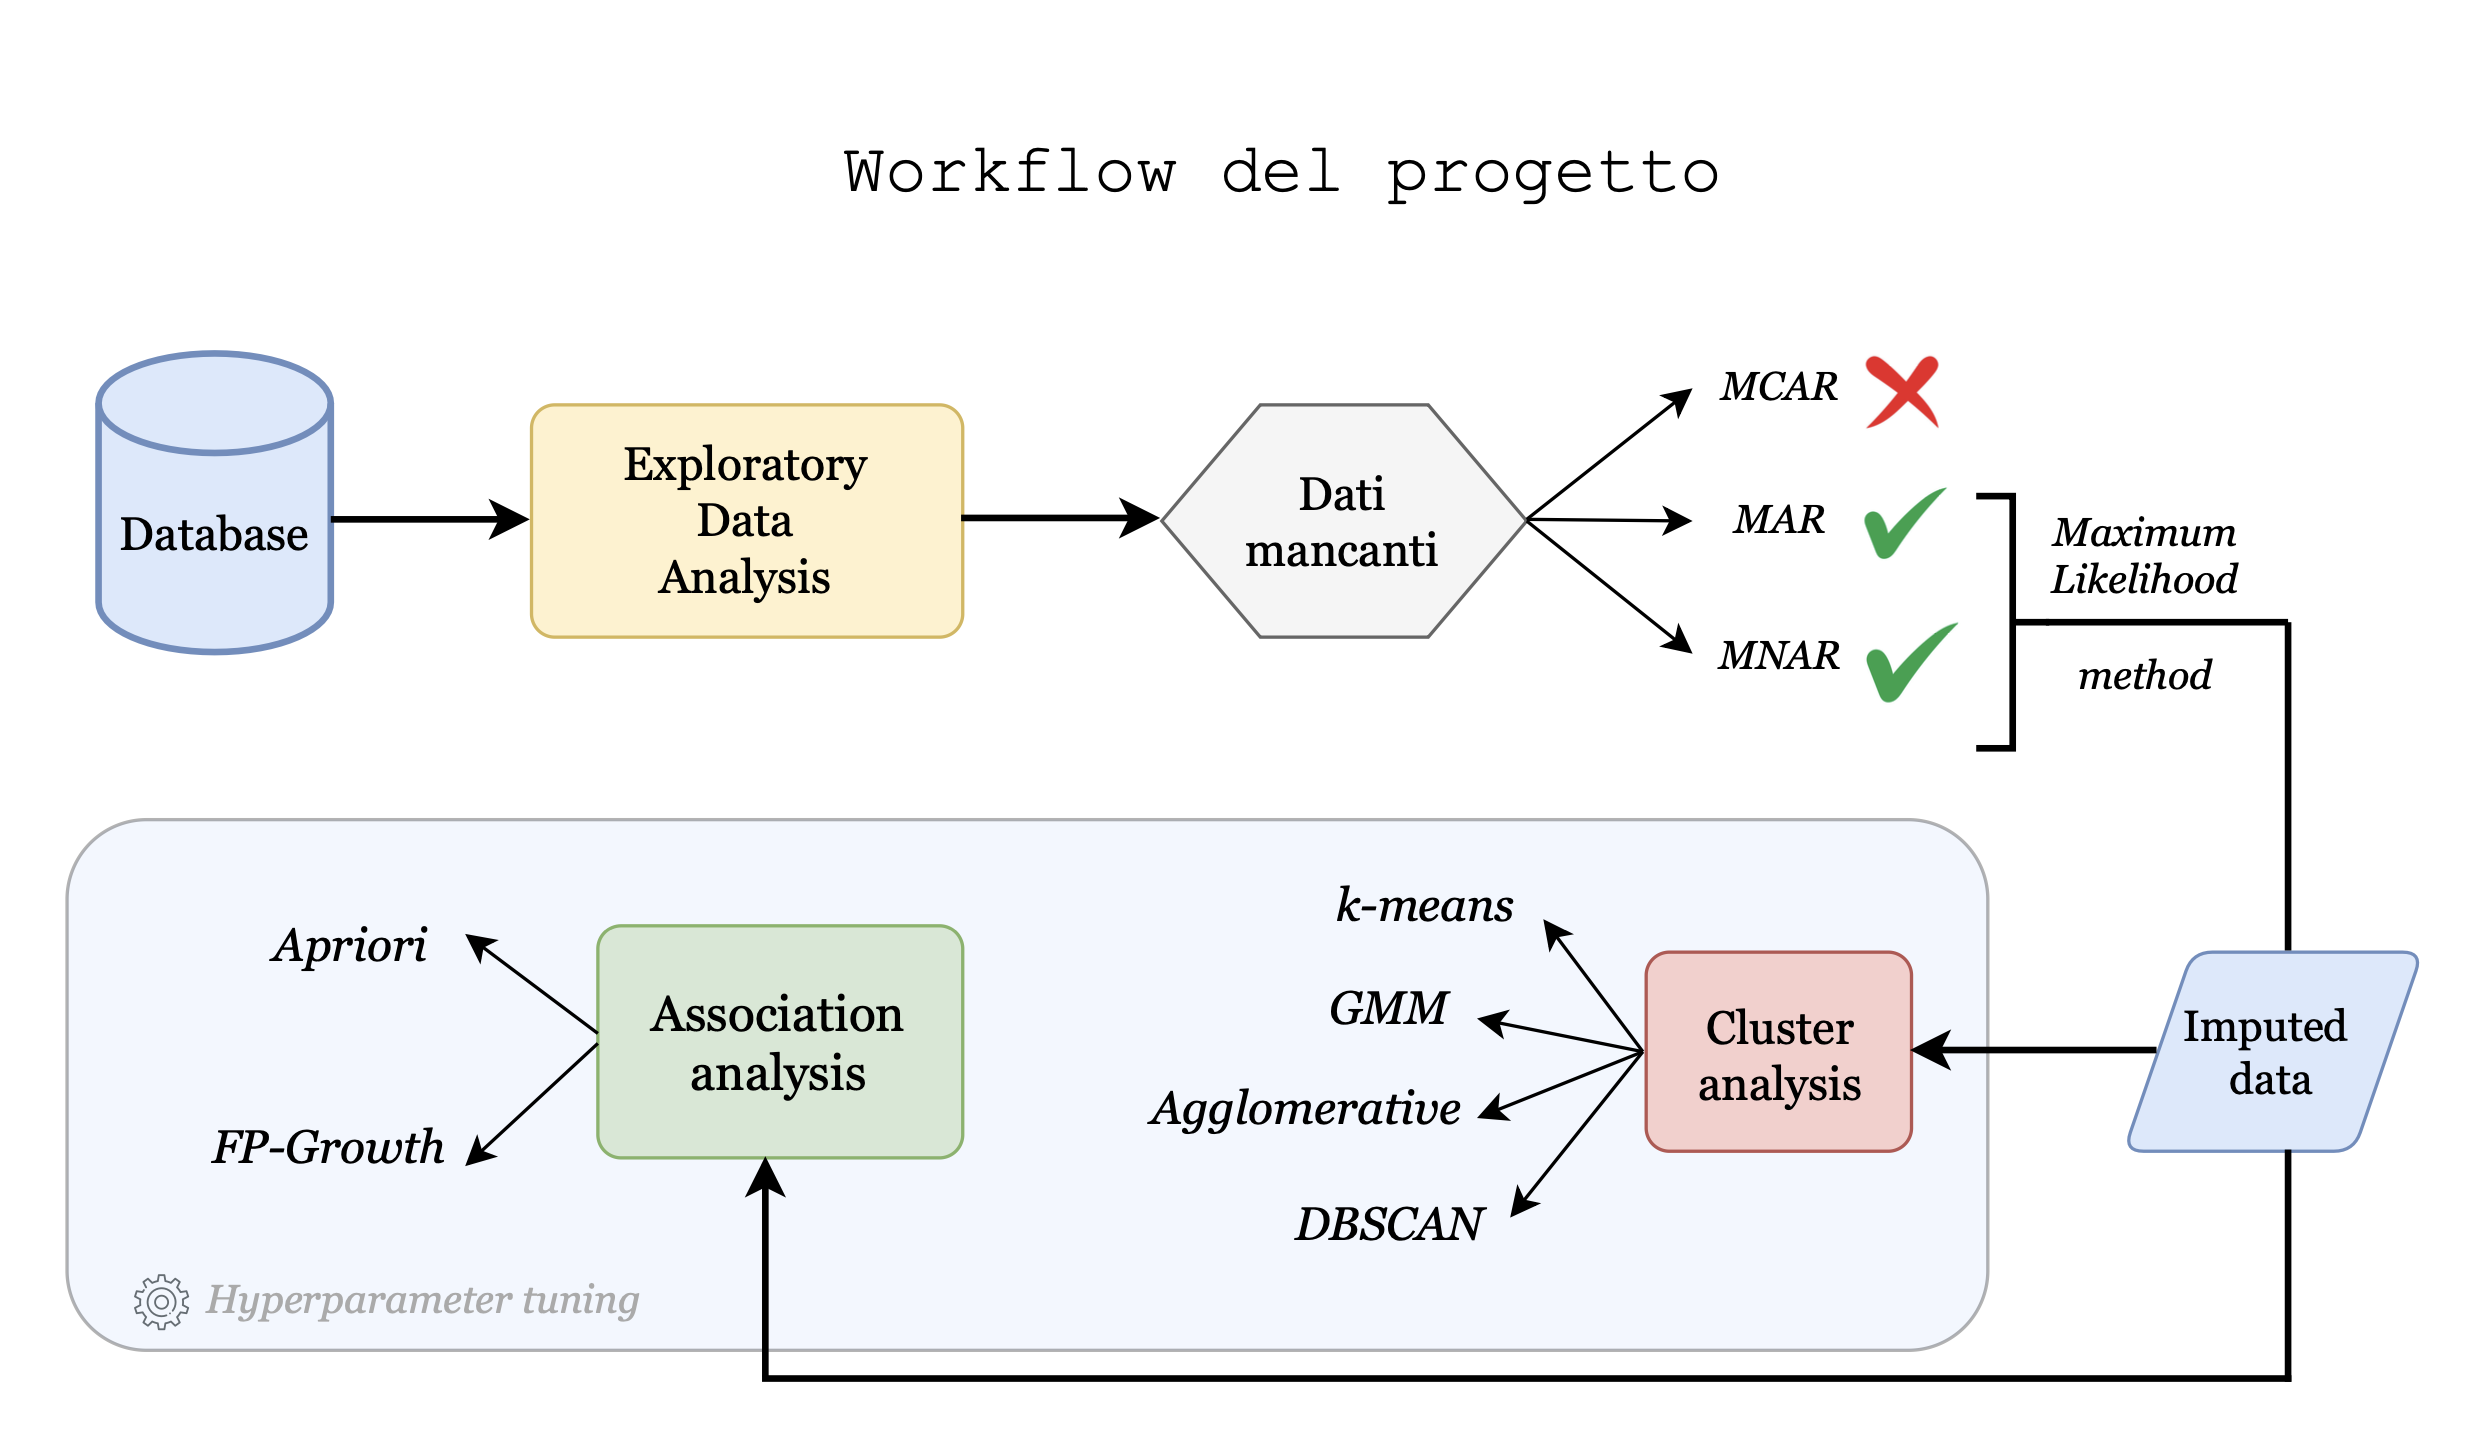 Workflow del progetto
Database
Exploratory
Data
Analysis
Dati
mancanti
MCAR
MAR
MNAR
Maximum
Likelihood
method
Imputed
data
Cluster
analysis
k-means
GMM
Agglomerative
DBSCAN
Association
analysis
Apriori
FP-Growth
Hyperparameter tuning